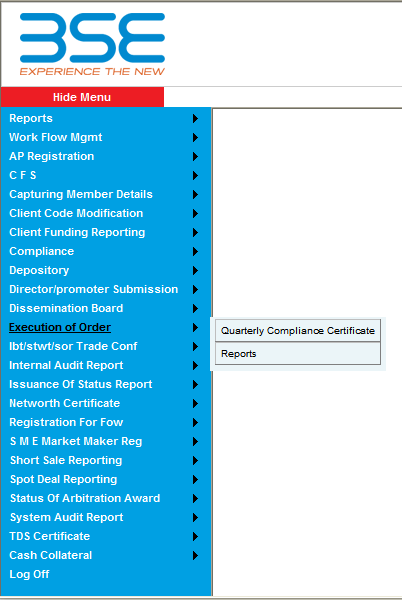 BSE
EXPERIENCE THE NEW
Hide Menu
Reports
Work Flow Mgmt
AP Registration
C F S
Capturing Member Details
Client Code Modification
Client Funding Reporting
Compliance
Depository
Director/promoter Submission
Dissemination Board
Execution of Order
Quarterly Compliance Certificate
Ibt/stwt/sor Trade Conf
Reports
Internal Audit Report
Issuance Of Status Report
Networth Certificate
Registration For Fow
S M E Market Maker Reg
Short Sale Reporting
Spot Deal Reporting
Status Of Arbitration Award
System Audit Report
TDS Certificate
Cash Collateral
Log Off